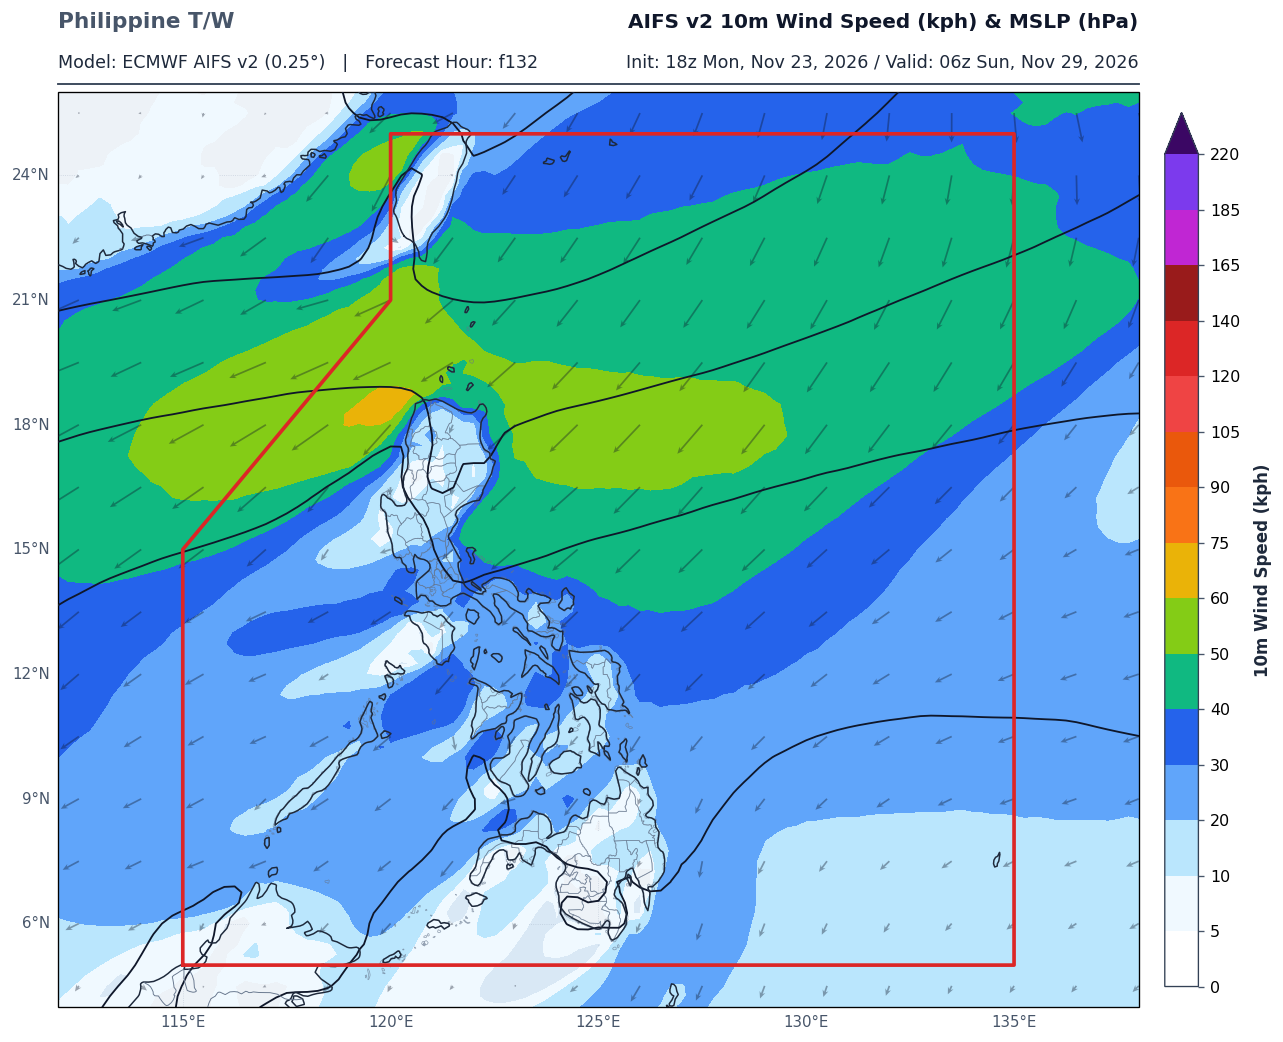 Philippine T/W
AIFS v2 10m Wind Speed (kph) & MSLP (hPa)
Model: ECMWF AIFS v2 (0.25°) | Forecast Hour: f132
Init: 18z Mon, Nov 23, 2026 / Valid: 06z Sun, Nov 29, 2026
24°N
21°N
18°N
15°N
12°N
9°N
6°N
115°E
120°E
125°E
130°E
135°E
220
185
165
140
120
105
90
75
60
50
40
30
20
10
5
0
10m Wind Speed (kph)